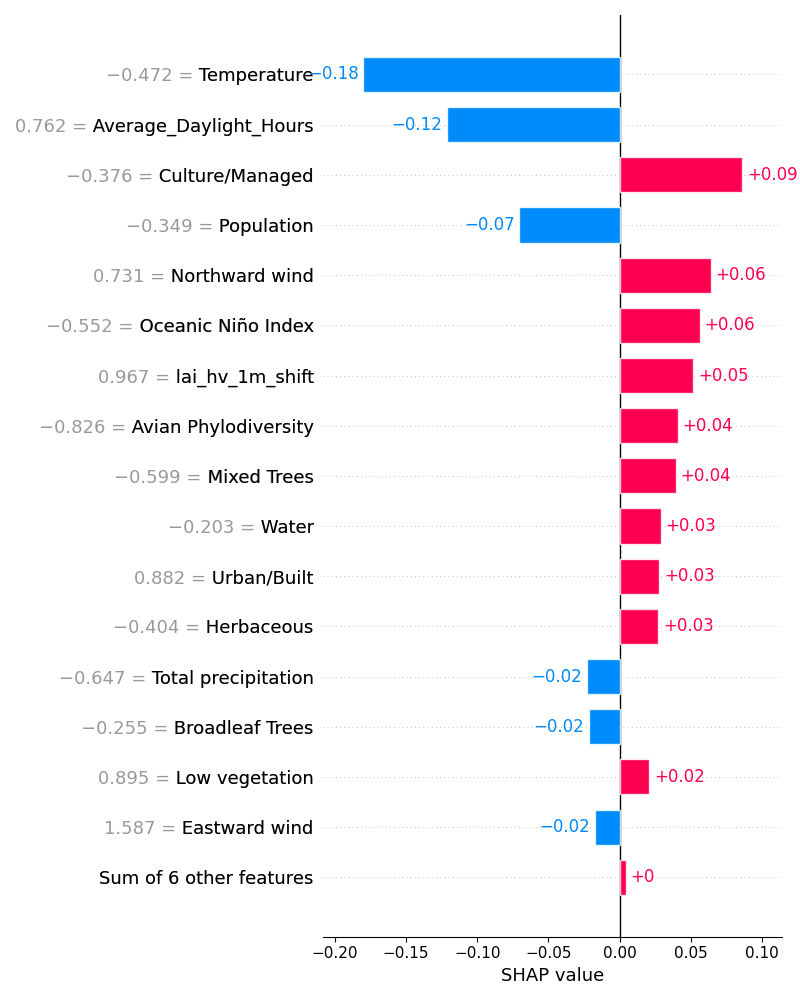 −0.472 = Temperature −0.18
0.762 = Average_Daylight_Hours −0.12
−0.376 = Culture/Managed +0.09
−0.349 = Population −0.07
0.731 = Northward wind +0.06
−0.552 = Oceanic Niño Index +0.06
0.967 = lai_hv_1m_shift +0.05
−0.826 = Avian Phylodiversity +0.04
−0.599 = Mixed Trees +0.04
−0.203 = Water +0.03
0.882 = Urban/Built +0.03
−0.404 = Herbaceous +0.03
−0.647 = Total precipitation −0.02
−0.255 = Broadleaf Trees −0.02
0.895 = Low vegetation +0.02
1.587 = Eastward wind −0.02
Sum of 6 other features +0
−0.20 −0.15 −0.10 −0.05 0.00 0.05 0.10
SHAP value